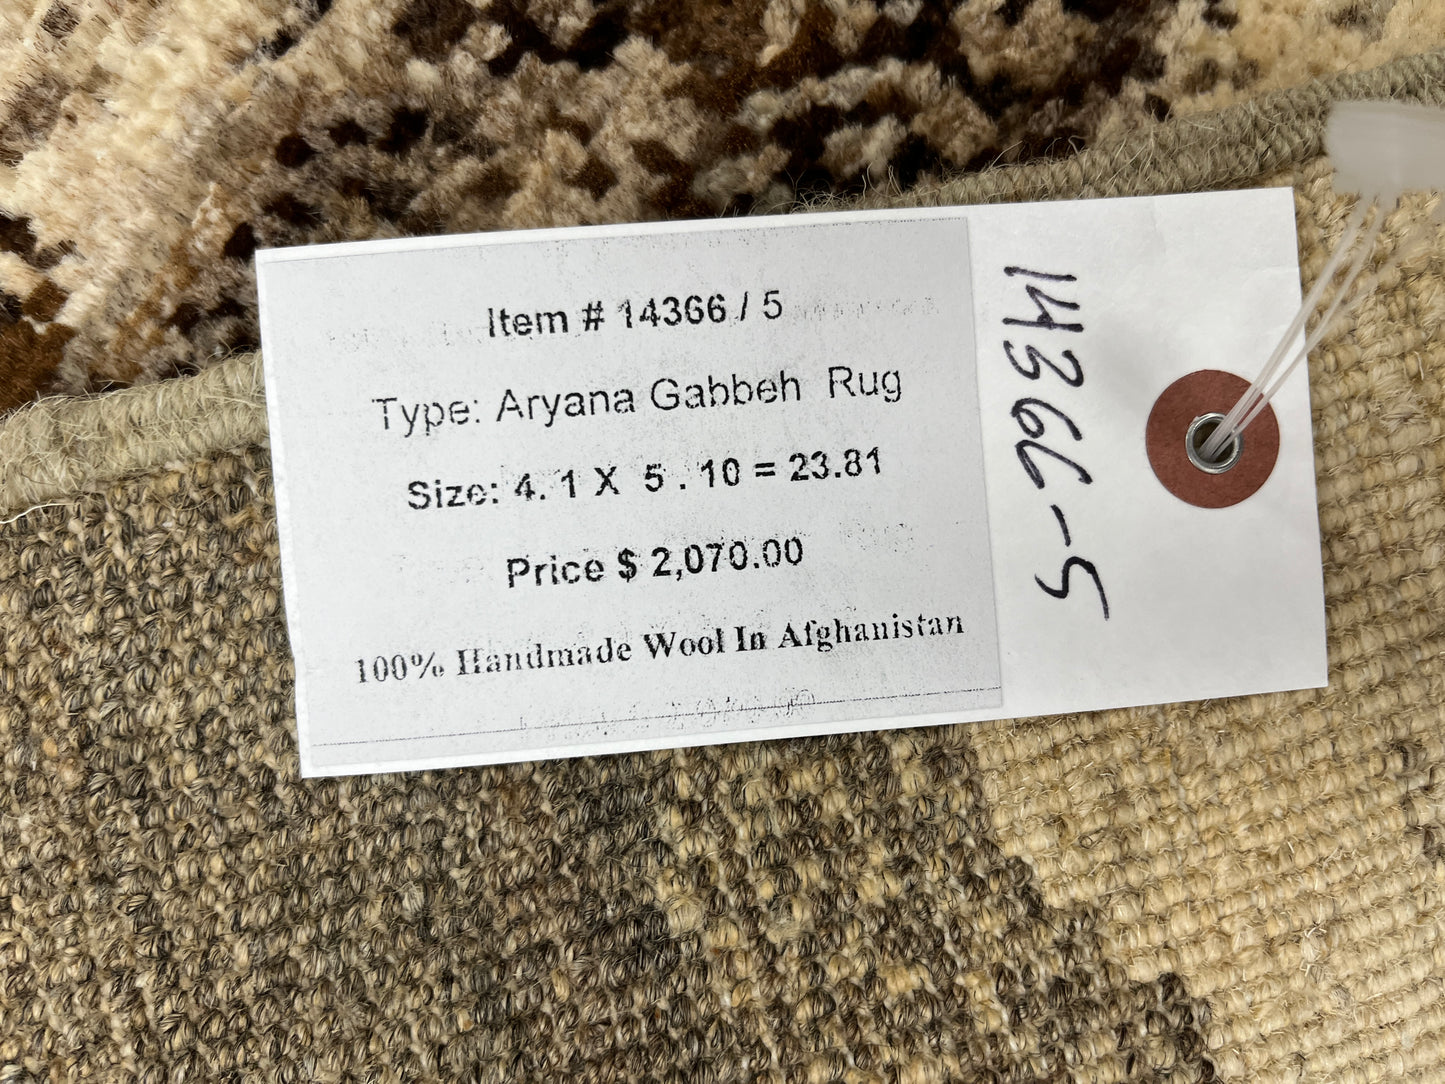 Item # 14366 / 5
Type: Aryana Gabbeh Rug
Size: 4. 1 X 5 . 10 = 23.81
Price $ 2,070.00
100% Handmade Wool In Afghanistan
14366-5